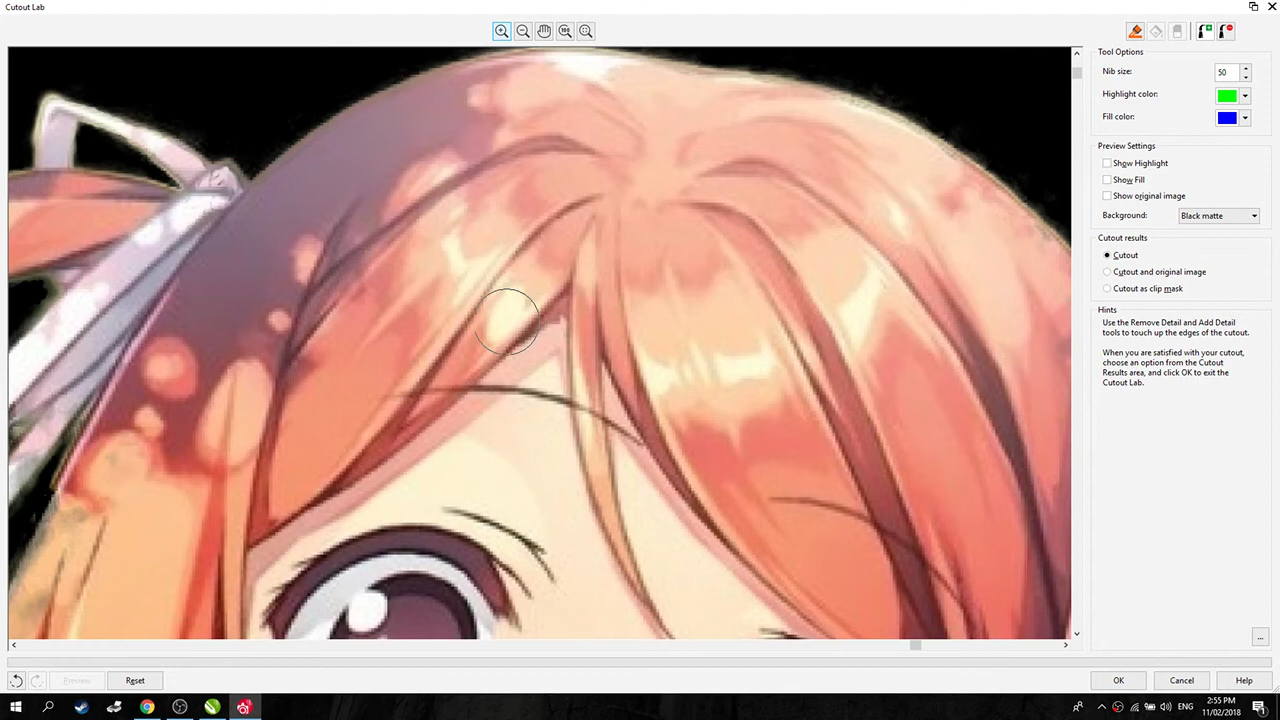 Cutout Lab
100
Tool Options
Nib size: 50
Highlight color:
Fill color:
Preview Settings
Show Highlight
Show Fill
Show original image
Background: Black matte
Cutout results
Cutout
Cutout and original image
Cutout as clip mask
Hints
Use the Remove Detail and Add Detail
tools to touch up the edges of the cutout.
When you are satisfied with your cutout,
choose an option from the Cutout
Results area, and click OK to exit the
Cutout Lab.
...
Preview
Reset
OK
Cancel
Help
ENG
2:55 PM
11/02/2018